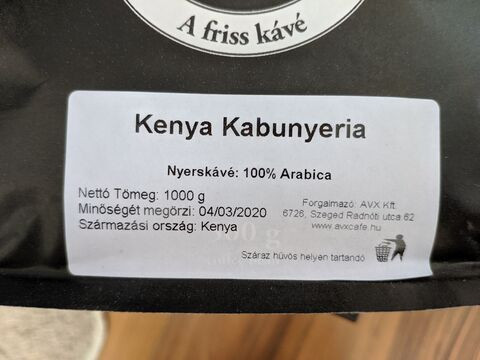 A friss kávé
Kenya Kabunyeria
Nyerskávé: 100% Arabica
Nettó Tömeg: 1000 g
Minőségét megőrzi: 04/03/2020
Származási ország: Kenya
Forgalmazó: AVX Kft.
6726, Szeged Radnóti utca 62
www.avxcafe.hu
Száraz hűvös helyen tartandó